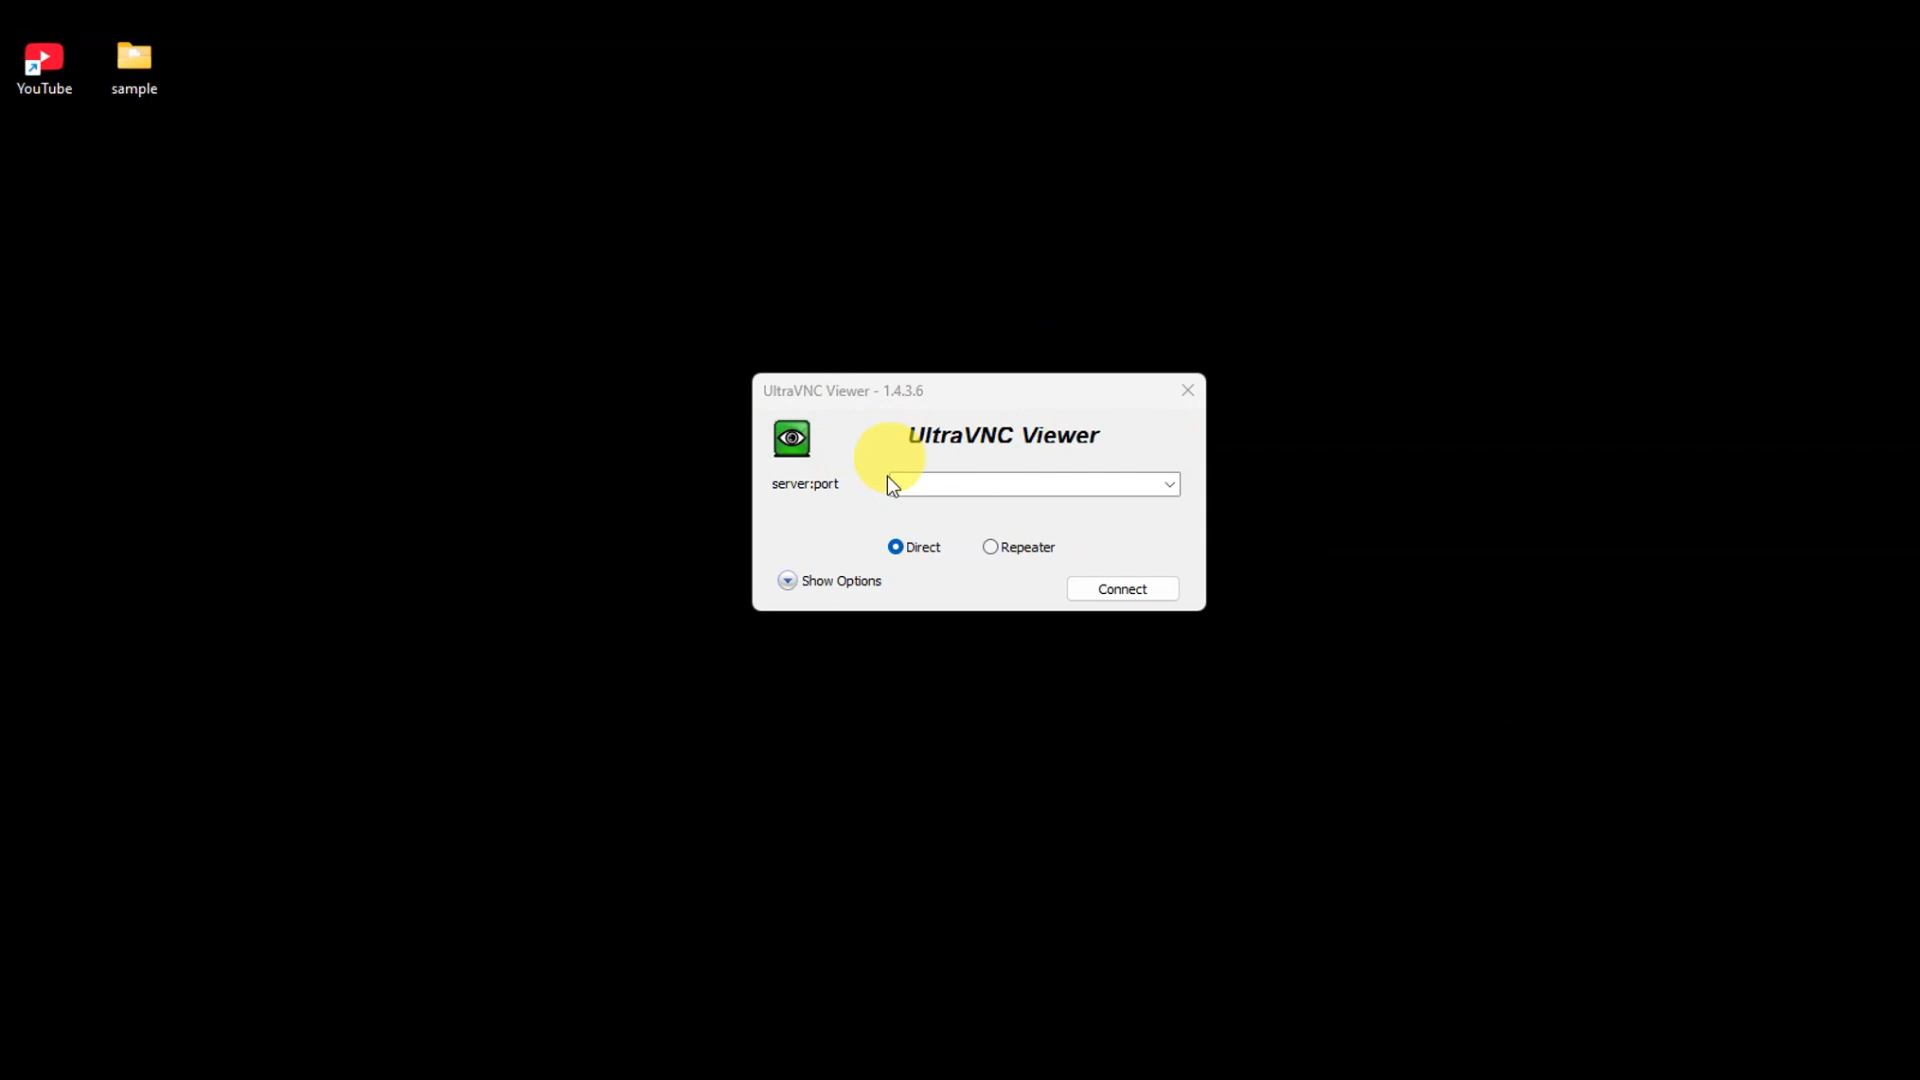 YouTube
sample
UltraVNC Viewer - 1.4.3.6
UltraVNC Viewer
server:port
Direct
Repeater
Show Options
Connect